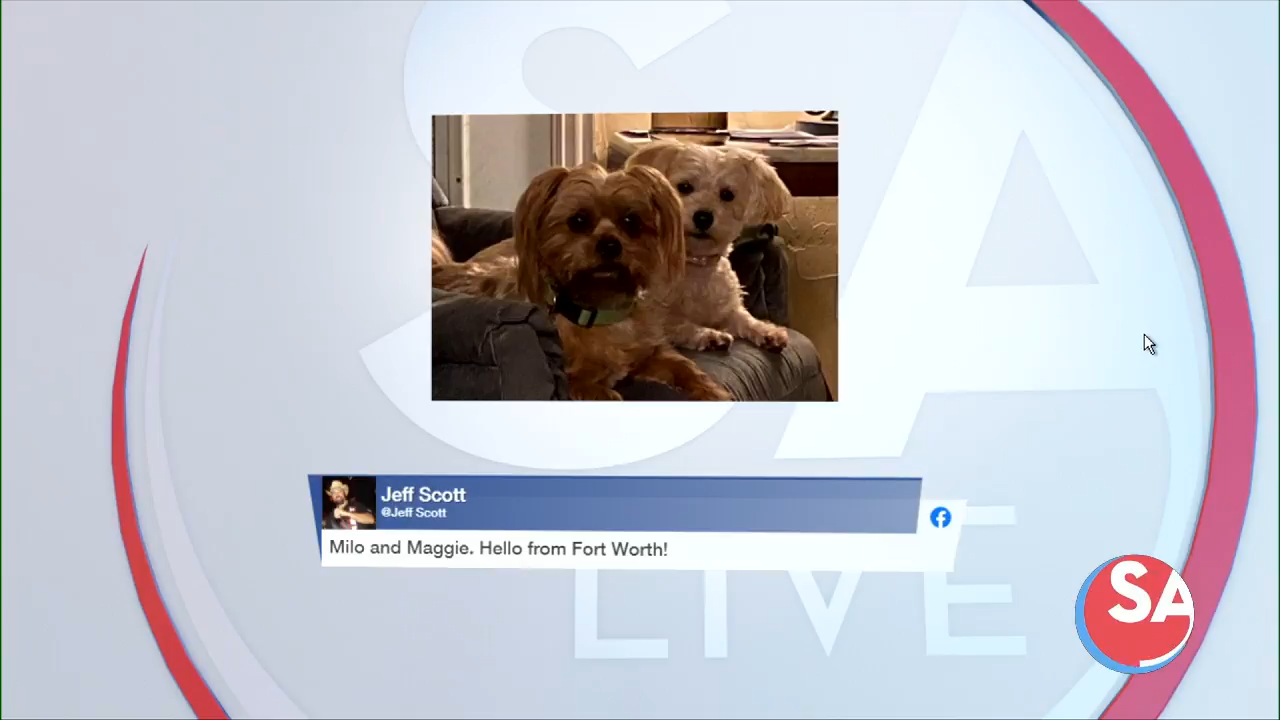 SA
LIVE
Jeff Scott
@Jeff Scott
Milo and Maggie. Hello from Fort Worth!
SA